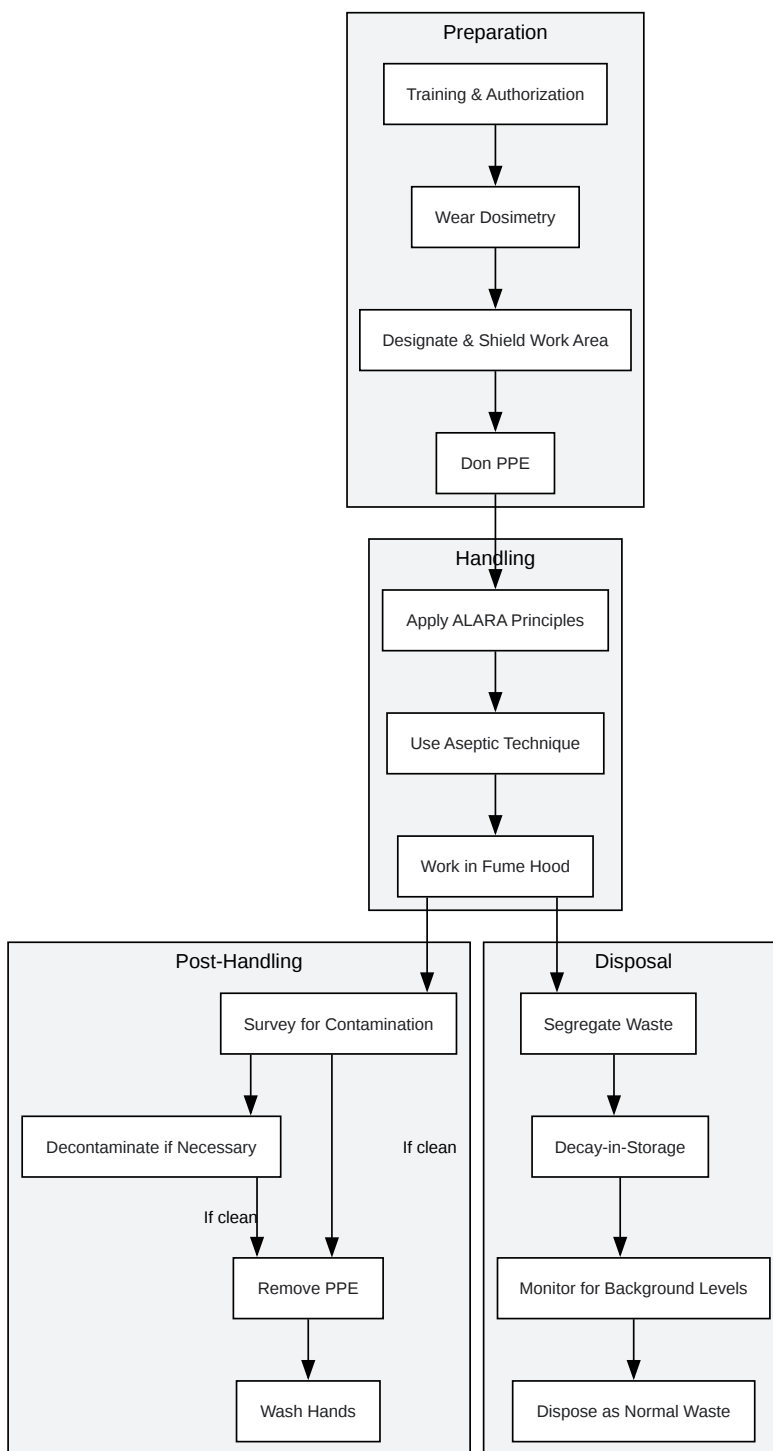 Preparation
Training & Authorization
Wear Dosimetry
Designate & Shield Work Area
Don PPE
Handling
Apply ALARA Principles
Use Aseptic Technique
Work in Fume Hood
Post-Handling
Survey for Contamination
Decontaminate if Necessary
If clean
If clean
Remove PPE
Wash Hands
Disposal
Segregate Waste
Decay-in-Storage
Monitor for Background Levels
Dispose as Normal Waste